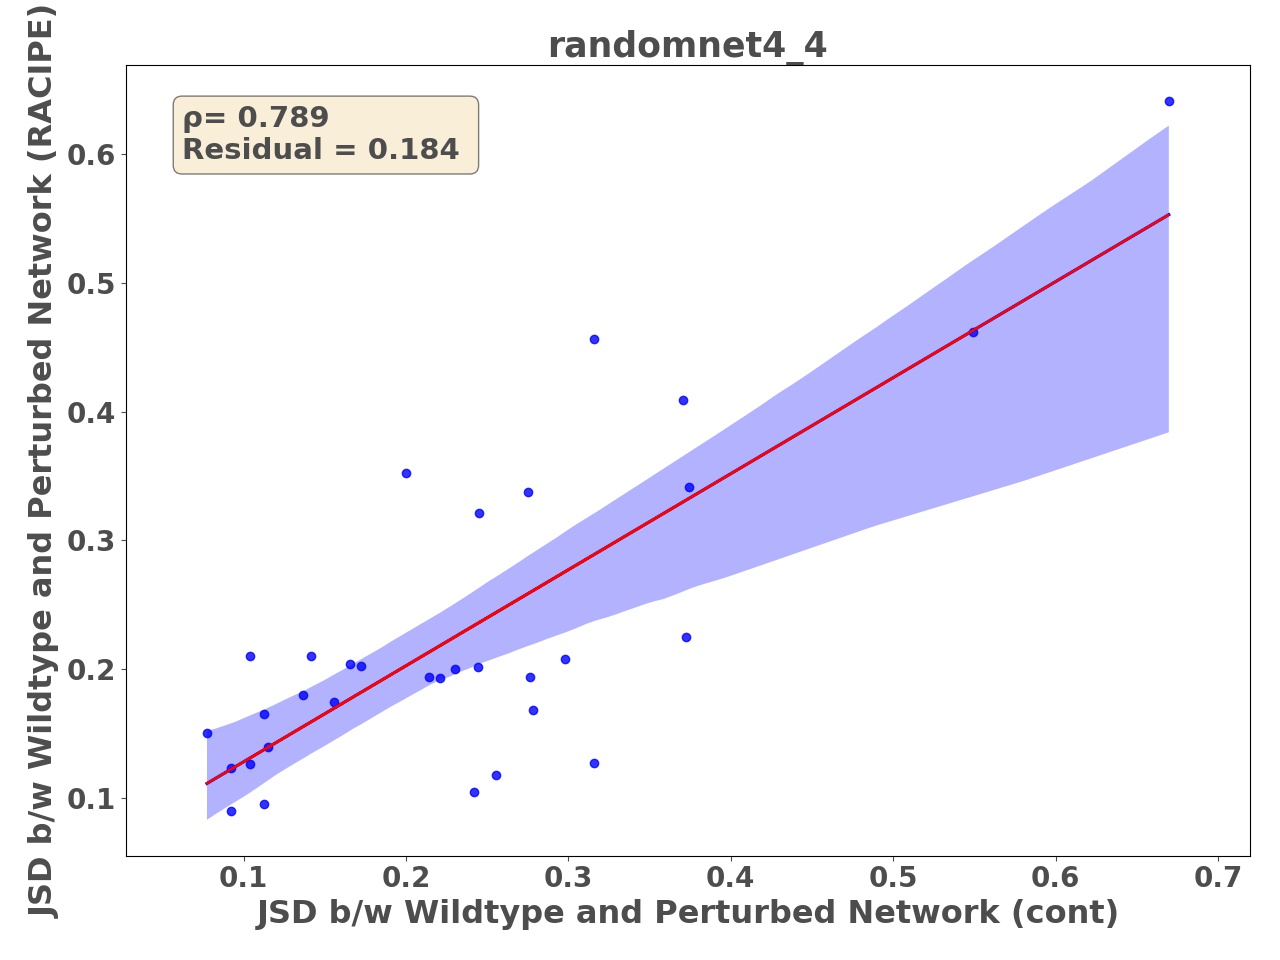 randomnet4_4
ρ= 0.789
Residual = 0.184
JSD b/w Wildtype and Perturbed Network (RACIPE)
0.6
0.5
0.4
0.3
0.2
0.1
0.1 0.2 0.3 0.4 0.5 0.6 0.7
JSD b/w Wildtype and Perturbed Network (cont)